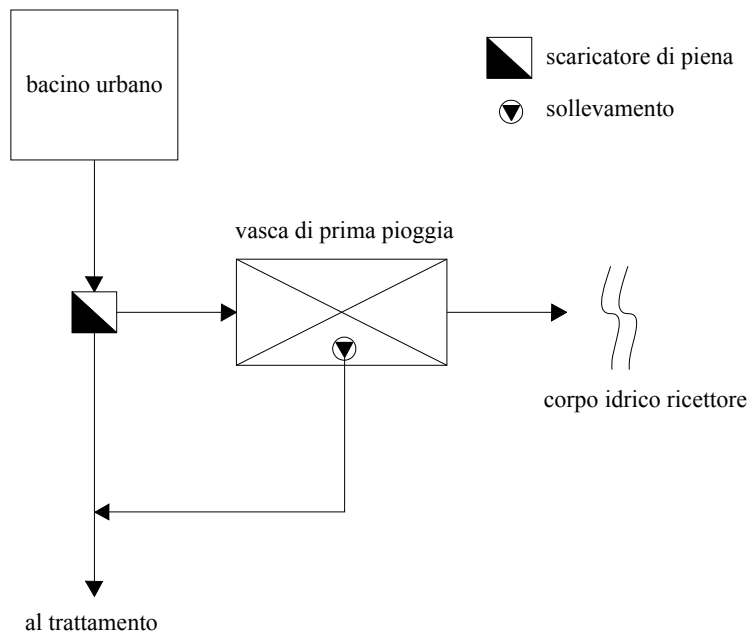 bacino urbano
scaricatore di piena
sollevamento
vasca di prima pioggia
corpo idrico ricettore
al trattamento